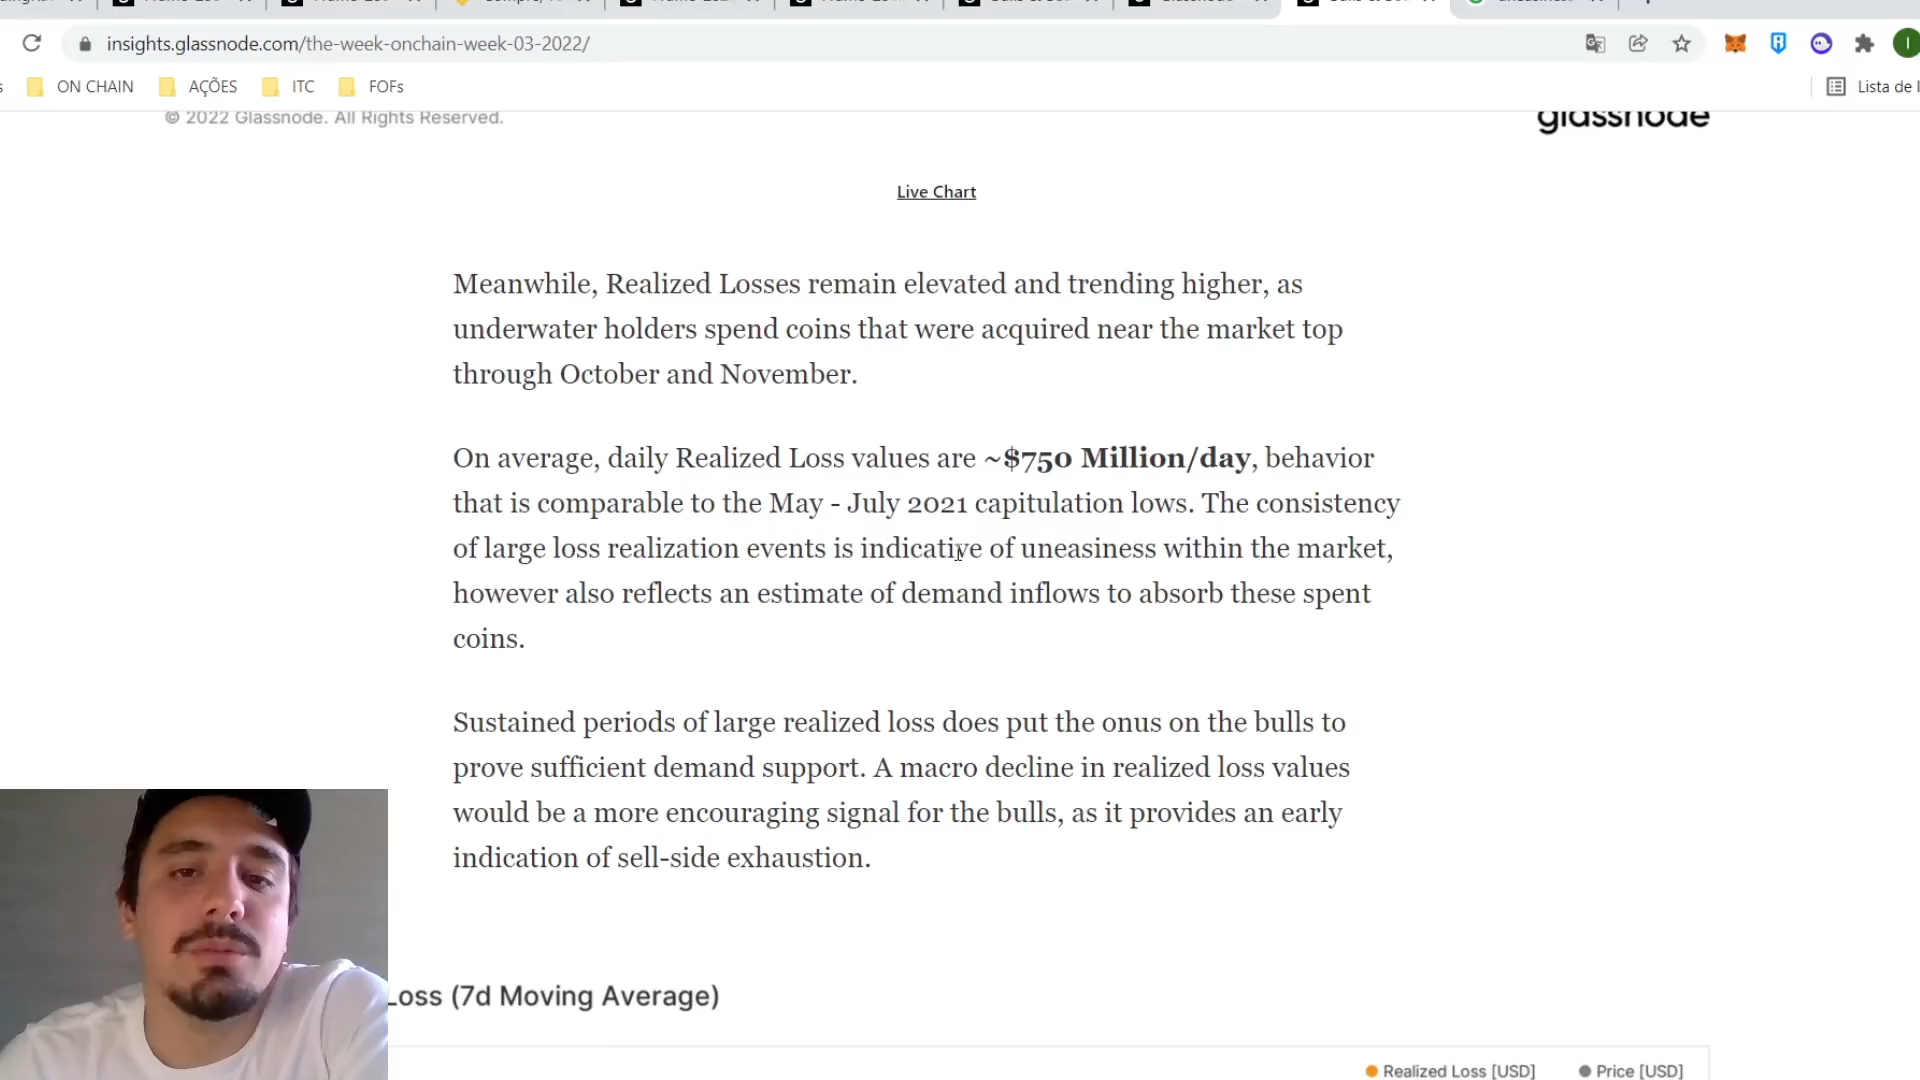 insights.glassnode.com/the-week-onchain-week-03-2022/
ON CHAIN
AÇÕES
ITC
FOFs
Lista de l
© 2022 Glassnode. All Rights Reserved.
glassnode
Live Chart
Meanwhile, Realized Losses remain elevated and trending higher, as
underwater holders spend coins that were acquired near the market top
through October and November.
On average, daily Realized Loss values are ~$750 Million/day, behavior
that is comparable to the May - July 2021 capitulation lows. The consistency
of large loss realization events is indicative of uneasiness within the market,
however also reflects an estimate of demand inflows to absorb these spent
coins.
Sustained periods of large realized loss does put the onus on the bulls to
prove sufficient demand support. A macro decline in realized loss values
would be a more encouraging signal for the bulls, as it provides an early
indication of sell-side exhaustion.
Loss (7d Moving Average)
Realized Loss [USD]
Price [USD]